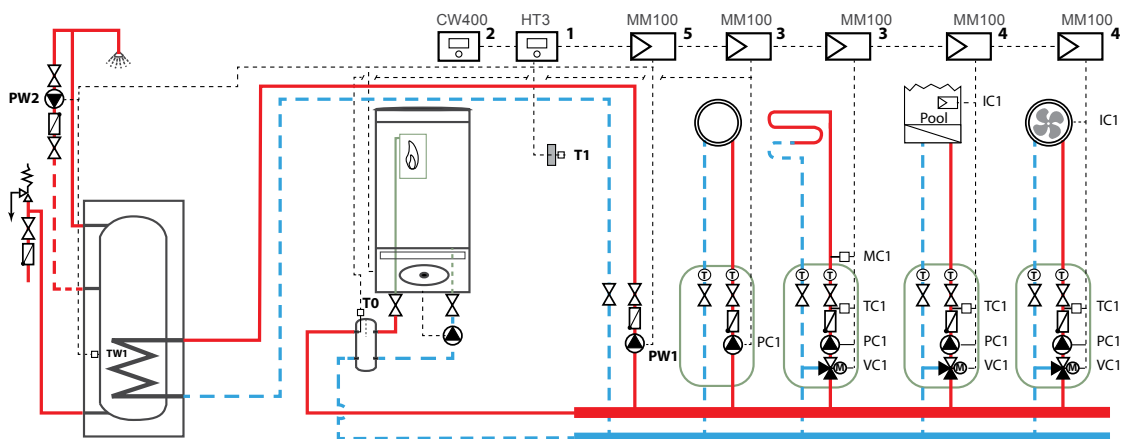 CW400 HT3 MM100 MM100 MM100 MM100 MM100
2 1 5 3 3 4 4
PW2
IC1
Pool
IC1
T1
MC1
T0
TC1 TC1 TC1
TW1
PW1
PC1 PC1 PC1 PC1
VC1 VC1 VC1
T T T T T T T T
M M M